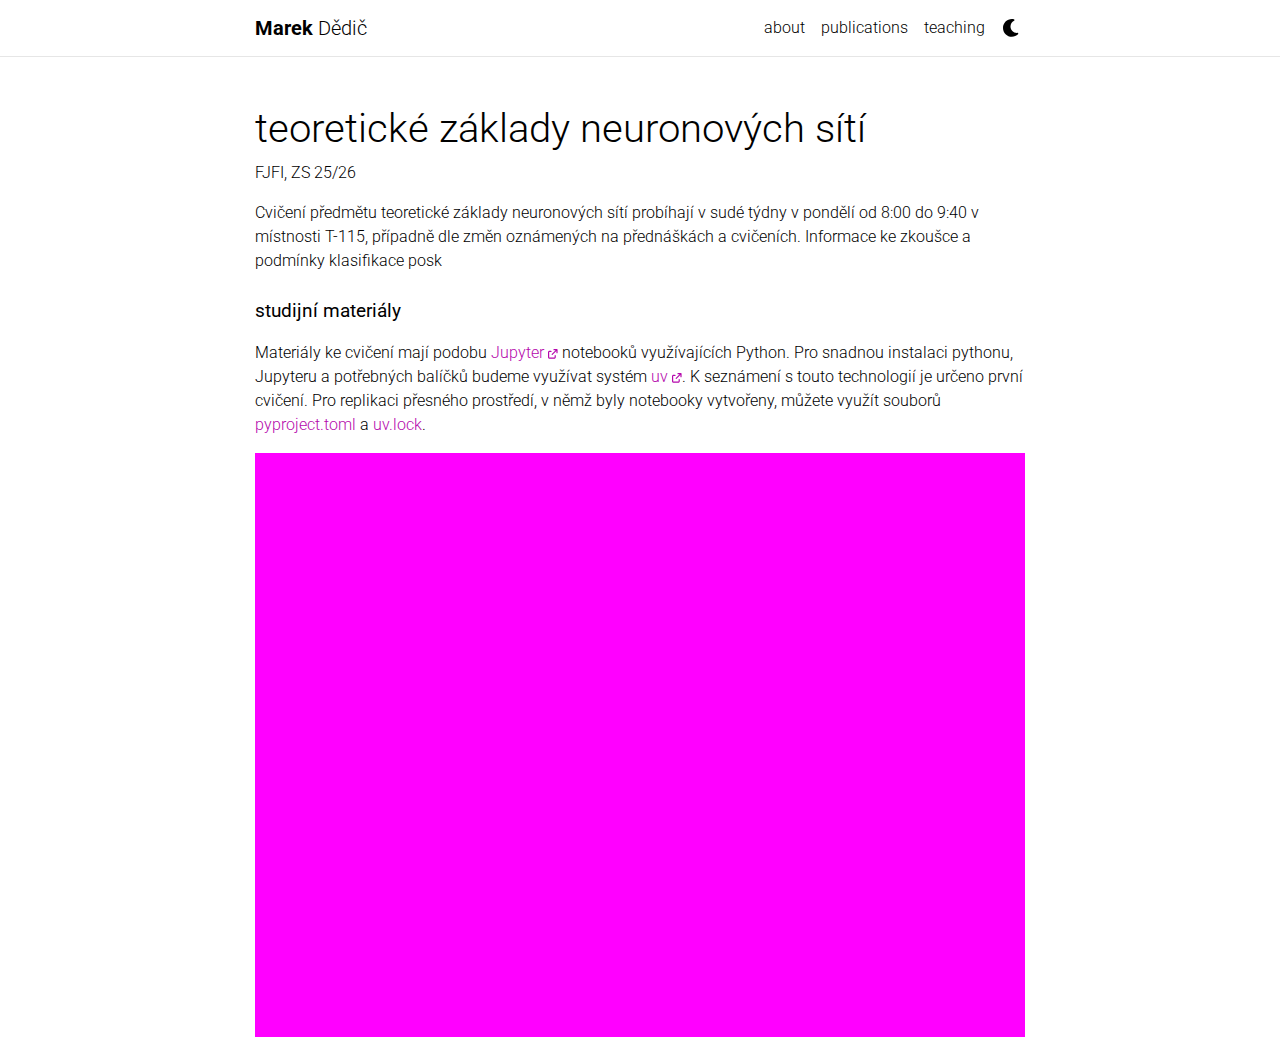 Marek Dědič
about publications teaching
teoretické základy neuronových sítí
FJFI, ZS 25/26
Cvičení předmětu teoretické základy neuronových sítí probíhají v sudé týdny v pondělí od 8:00 do 9:40 v
místnosti T-115, případně dle změn oznámených na přednáškách a cvičeních. Informace ke zkoušce a
podmínky klasifikace posk
studijní materiály
Materiály ke cvičení mají podobu Jupyter notebooků využívajících Python. Pro snadnou instalaci pythonu,
Jupyteru a potřebných balíčků budeme využívat systém uv. K seznámení s touto technologií je určeno první
cvičení. Pro replikaci přesného prostředí, v němž byly notebooky vytvořeny, můžete využít souborů
pyproject.toml a uv.lock.